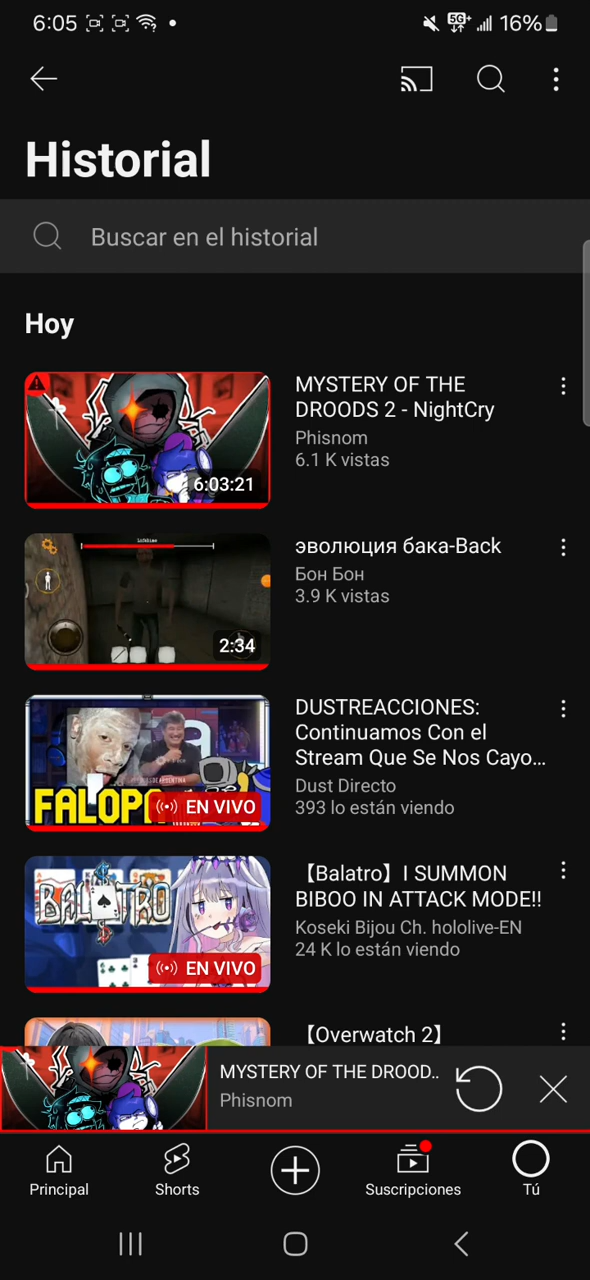 6:05
5G+
16%
Historial
Buscar en el historial
Hoy
MYSTERY OF THE
DROODS 2 - NightCry
Phisnom
6.1 K vistas
6:03:21
эволюция бака-Back
Бон Бон
3.9 K vistas
2:34
DUSTREACCIONES:
Continuamos Con el
Stream Que Se Nos Cayo...
Dust Directo
393 lo están viendo
FALOPA
EN VIVO
【Balatro】I SUMMON
BIBOO IN ATTACK MODE!!
Koseki Bijou Ch. hololive-EN
24 K lo están viendo
BALATRO
EN VIVO
【Overwatch 2】
MYSTERY OF THE DROOD..
Phisnom
Principal
Shorts
Suscripciones
Tú